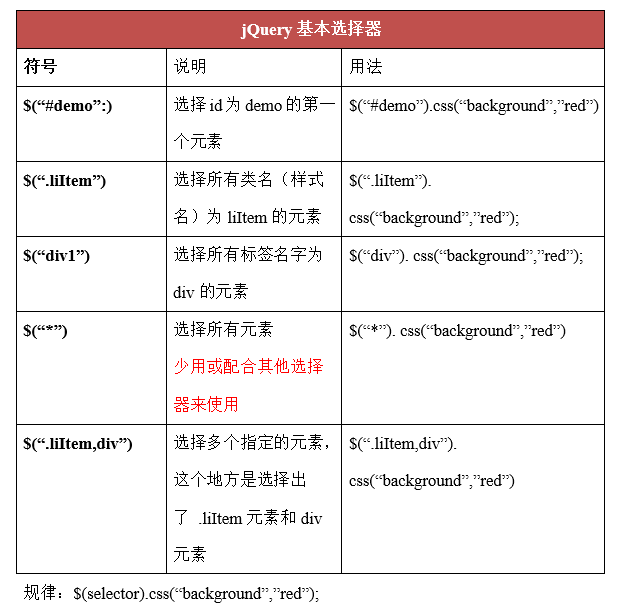 jQuery 基本选择器
符号 说明 用法
$(“#demo”:) 选择 id 为 demo 的第一 $(“#demo”).css(“background”,”red”)
个元素
$(“.liItem”) 选择所有类名（样式 $(“.liItem”).
名）为 liItem 的元素 css(“background”,”red”);
$(“div1”) 选择所有标签名字为 $(“div”). css(“background”,”red”);
div 的元素
$(“*”) 选择所有元素 $(“*”). css(“background”,”red”)
少用或配合其他选择
器来使用
$(“.liItem,div”) 选择多个指定的元素， $(“.liItem,div”).
这个地方是选择出 css(“background”,”red”)
了 .liItem 元素和 div
元素
规律：$(selector).css(“background”,”red”);